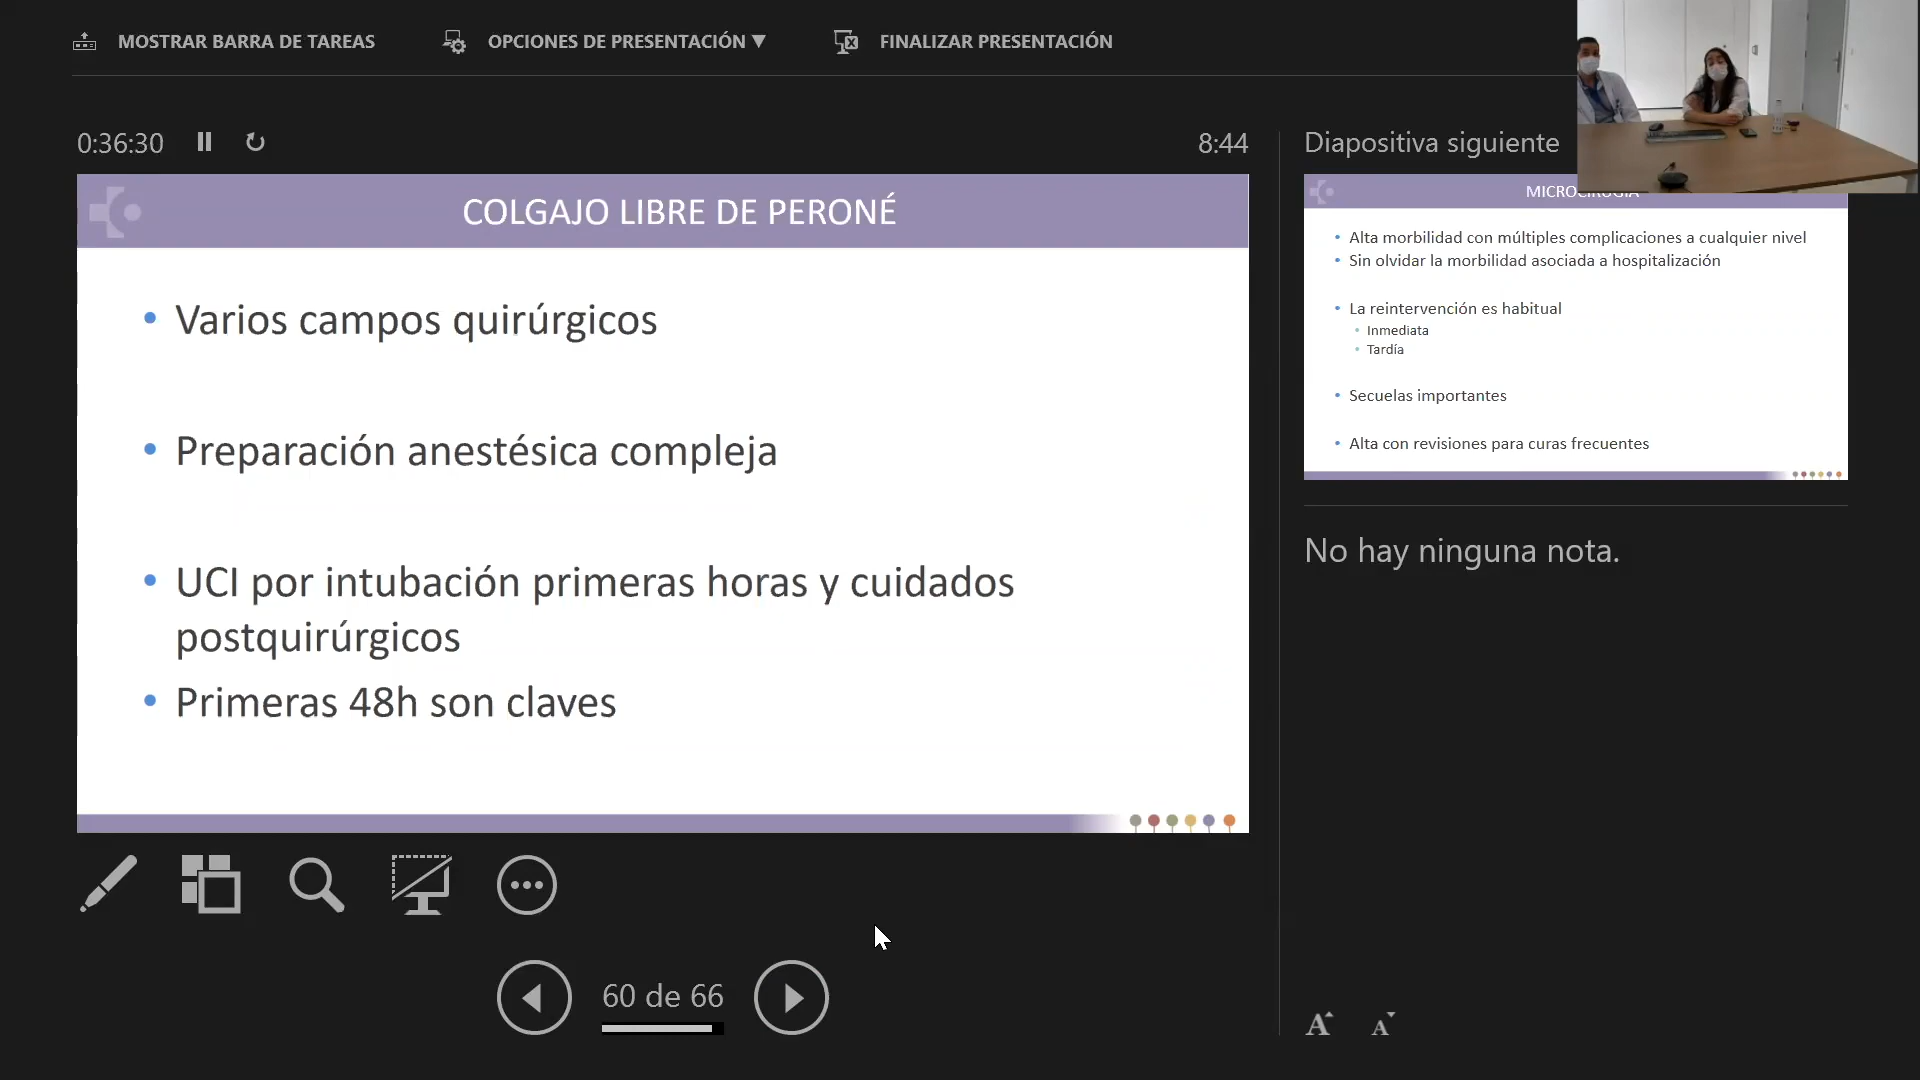 MOSTRAR BARRA DE TAREAS
OPCIONES DE PRESENTACIÓN ▼
FINALIZAR PRESENTACIÓN
0:36:30
8:44
COLGAJO LIBRE DE PERONÉ
• Varios campos quirúrgicos
• Preparación anestésica compleja
• UCI por intubación primeras horas y cuidados
postquirúrgicos
• Primeras 48h son claves
60 de 66
Diapositiva siguiente
MICROCIRUGÍA
• Alta morbilidad con múltiples complicaciones a cualquier nivel
• Sin olvidar la morbilidad asociada a hospitalización
• La reintervención es habitual
• Inmediata
• Tardía
• Secuelas importantes
• Alta con revisiones para curas frecuentes
No hay ninguna nota.
A A